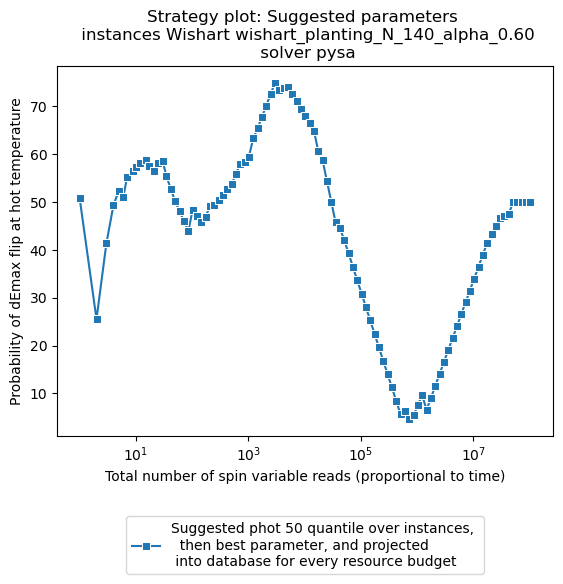 Strategy plot: Suggested parameters
instances Wishart wishart_planting_N_140_alpha_0.60
solver pysa
Probability of dEmax flip at hot temperature
70
60
50
40
30
20
10
10^1
10^3
10^5
10^7
Total number of spin variable reads (proportional to time)
Suggested phot 50 quantile over instances,
then best parameter, and projected
into database for every resource budget